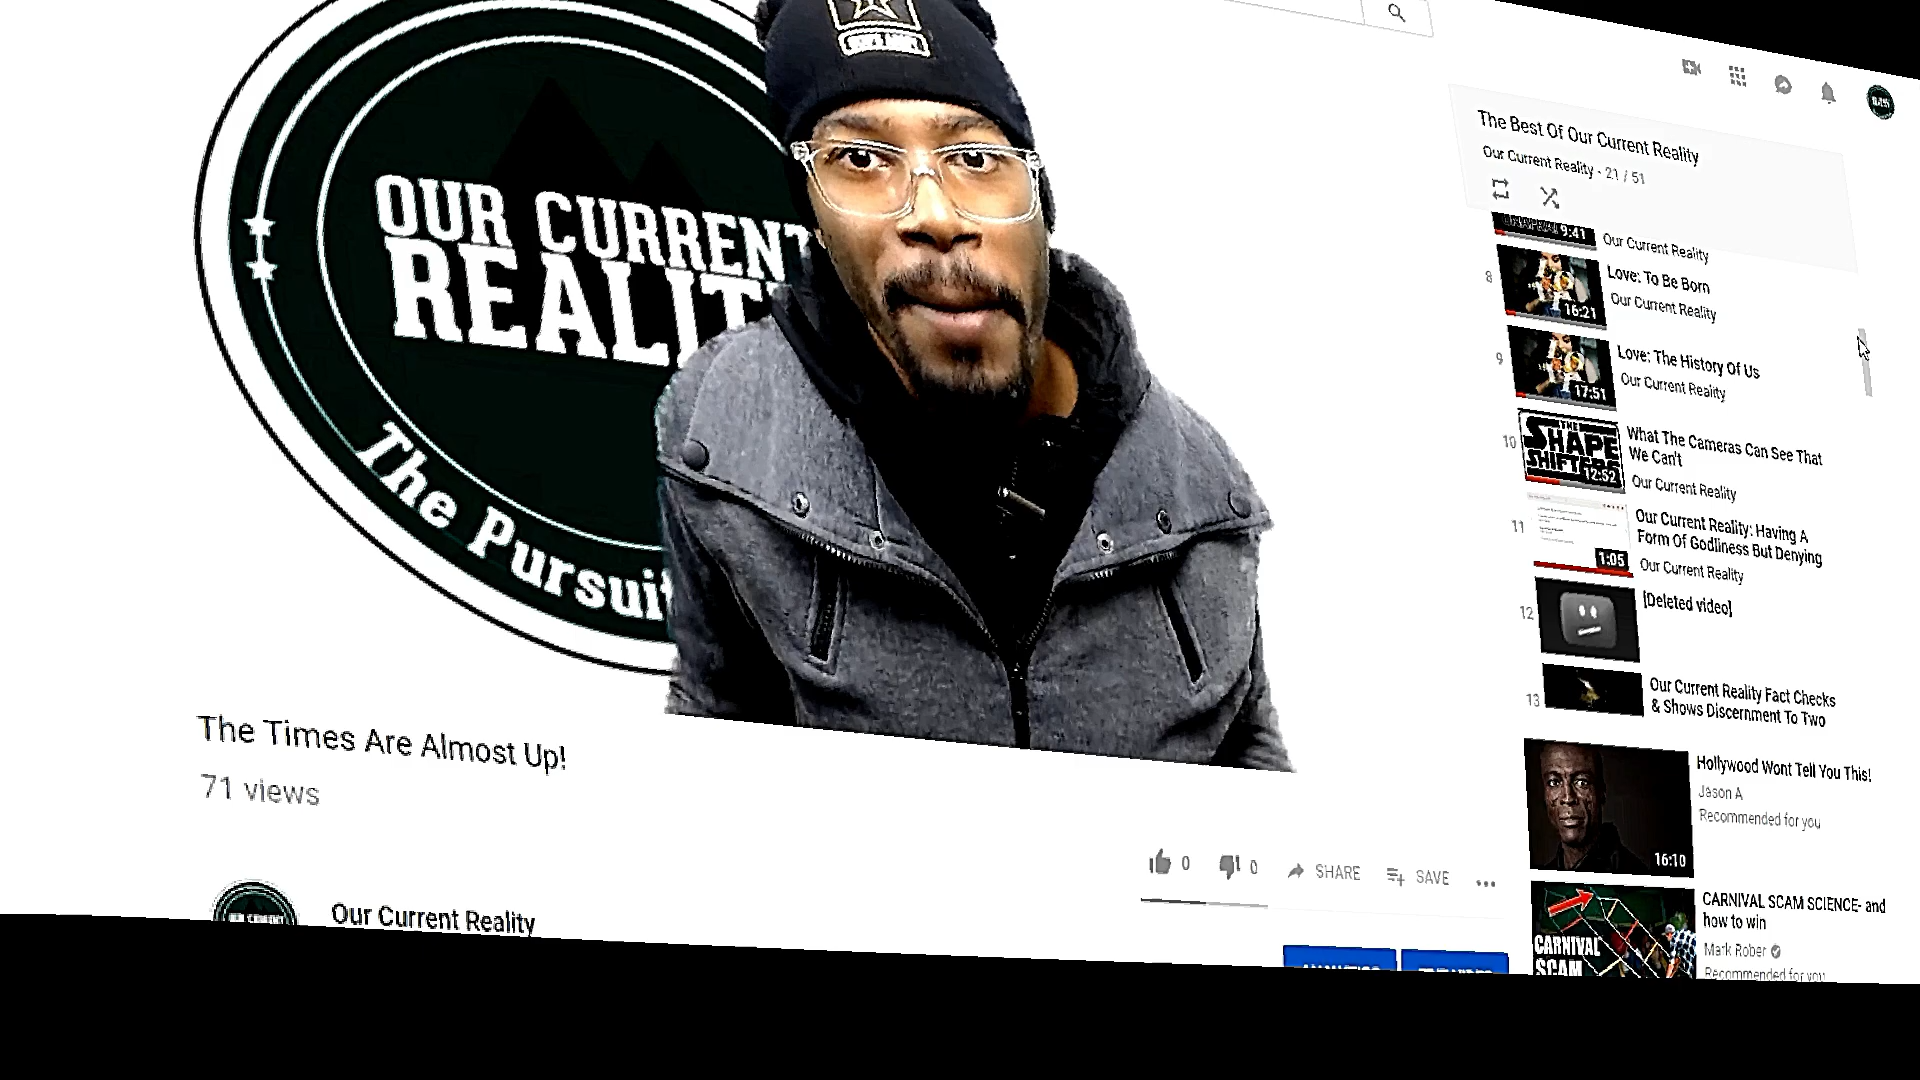 OUR CURRENT
REALIT
The Pursuit
The Times Are Almost Up!
71 views
0
0
SHARE
SAVE
Our Current Reality
The Best Of Our Current Reality
Our Current Reality - 21 / 51
9:41
Our Current Reality
8
16:21
Love: To Be Born
Our Current Reality
9
17:51
Love: The History Of Us
Our Current Reality
10
THE
SHAPE
SHIFTERS
12:52
What The Cameras Can See That
We Can't
Our Current Reality
11
1:05
Our Current Reality: Having A
Form Of Godliness But Denying
Our Current Reality
12
[Deleted video]
13
Our Current Reality Fact Checks
& Shows Discernment To Two
16:10
Hollywood Wont Tell You This!
Jason A
Recommended for you
CARNIVAL
SCAM
CARNIVAL SCAM SCIENCE- and
how to win
Mark Rober
Recommended for you